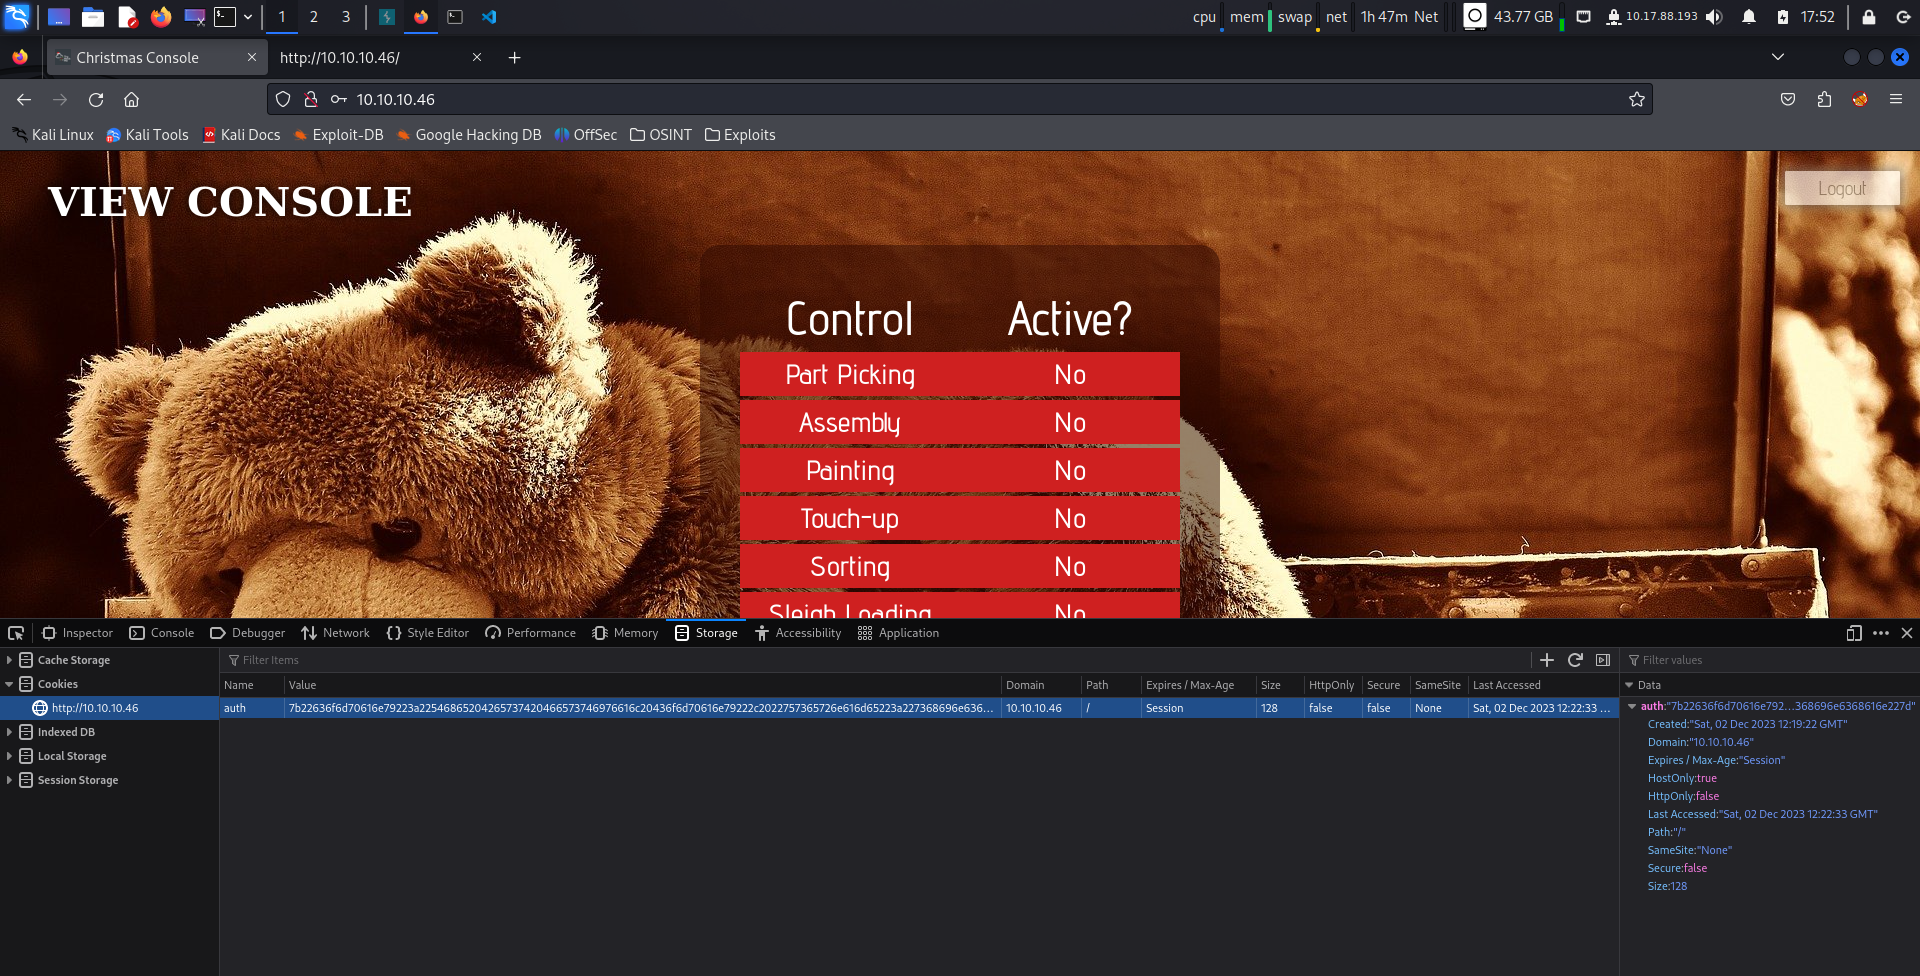 1 2 3 cpu mem swap net 1h 47m Net 43.77 GB 10.17.88.193 17:52
Christmas Console http://10.10.10.46/
10.10.10.46
Kali Linux Kali Tools Kali Docs Exploit-DB Google Hacking DB OffSec OSINT Exploits
VIEW CONSOLE
Logout
Control Active?
Part Picking No
Assembly No
Painting No
Touch-up No
Sorting No
Sleigh Loading No
Inspector Console Debugger Network Style Editor Performance Memory Storage Accessibility Application
Cache Storage
Cookies
http://10.10.10.46
Indexed DB
Local Storage
Session Storage
Filter Items
Name Value Domain Path Expires / Max-Age Size HttpOnly Secure SameSite Last Accessed
auth 7b22636f6d70616e79223a22546865204265737420466573746976616c20436f6d70616e79222c2022757365726e616d65223a227368696e636... 10.10.10.46 / Session 128 false false None Sat, 02 Dec 2023 12:22:33 ...
Filter values
Data
auth:"7b22636f6d70616e792...368696e6368616e227d"
Created:"Sat, 02 Dec 2023 12:19:22 GMT"
Domain:"10.10.10.46"
Expires / Max-Age:"Session"
HostOnly:true
HttpOnly:false
Last Accessed:"Sat, 02 Dec 2023 12:22:33 GMT"
Path:"/"
SameSite:"None"
Secure:false
Size:128